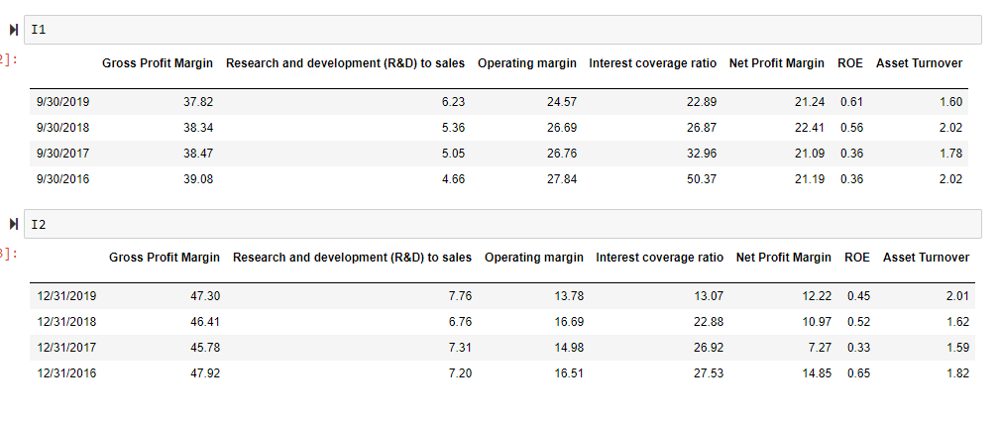 I1
2]:
Gross Profit Margin Research and development (R&D) to sales Operating margin Interest coverage ratio Net Profit Margin ROE Asset Turnover
9/30/2019 37.82 6.23 24.57 22.89 21.24 0.61 1.60
9/30/2018 38.34 5.36 26.69 26.87 22.41 0.56 2.02
9/30/2017 38.47 5.05 26.76 32.96 21.09 0.36 1.78
9/30/2016 39.08 4.66 27.84 50.37 21.19 0.36 2.02
I2
3]:
Gross Profit Margin Research and development (R&D) to sales Operating margin Interest coverage ratio Net Profit Margin ROE Asset Turnover
12/31/2019 47.30 7.76 13.78 13.07 12.22 0.45 2.01
12/31/2018 46.41 6.76 16.69 22.88 10.97 0.52 1.62
12/31/2017 45.78 7.31 14.98 26.92 7.27 0.33 1.59
12/31/2016 47.92 7.20 16.51 27.53 14.85 0.65 1.82